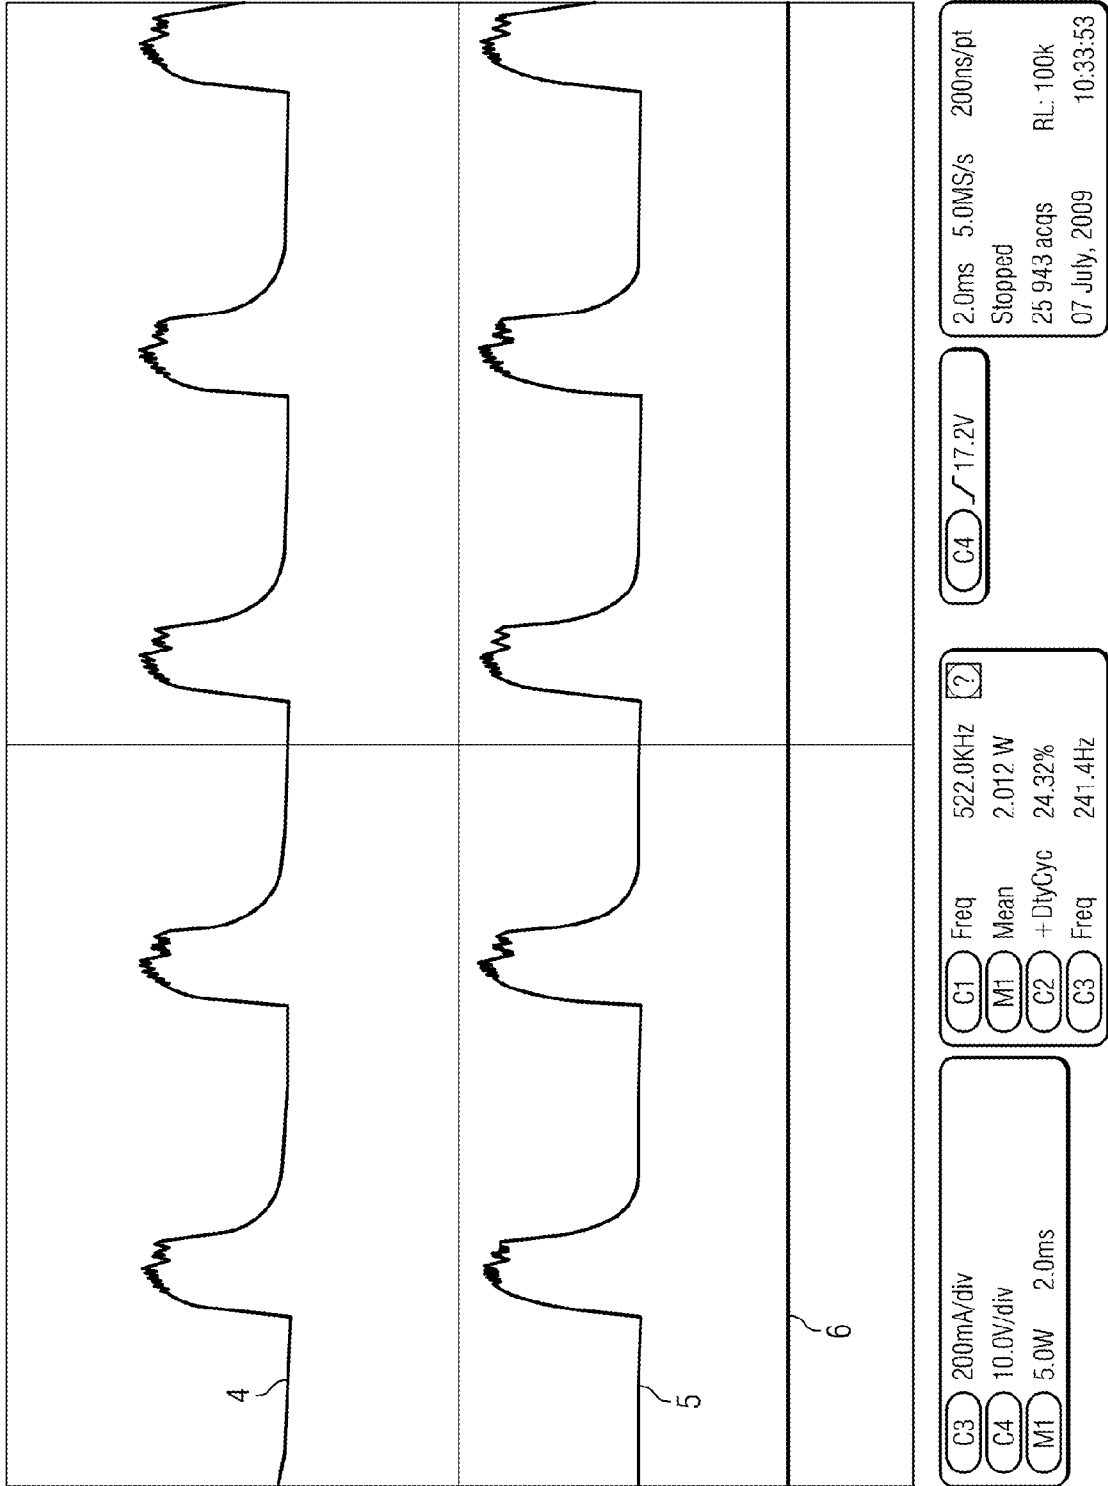 4
5
6
C3 200mA/div
C4 10.0V/div
M1 5.0W 2.0ms
C1 Freq 522.0KHz ?
M1 Mean 2.012 W
C2 +DtyCyc 24.32%
C3 Freq 241.4Hz
C4 17.2V
2.0ms 5.0MS/s 200ns/pt
Stopped
25 943 acqs RL: 100k
07 July, 2009 10:33:53